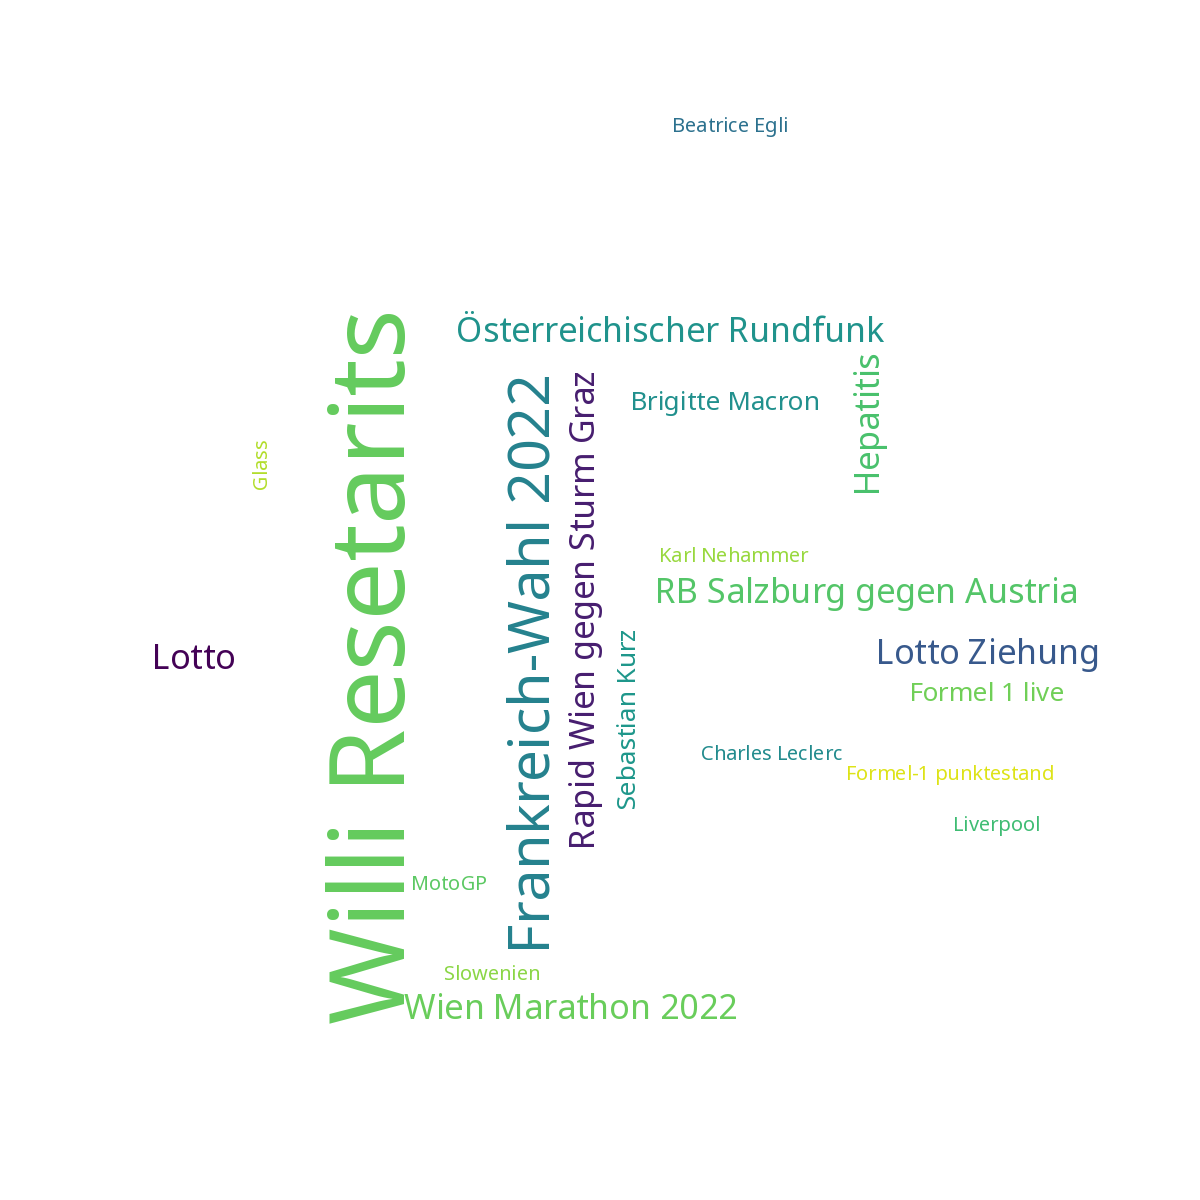 Beatrice Egli
Österreichischer Rundfunk
Willi Resetarits
Frankreich-Wahl 2022
Rapid Wien gegen Sturm Graz
Brigitte Macron
Hepatitis
Glass
Karl Nehammer
RB Salzburg gegen Austria
Lotto
Lotto Ziehung
Sebastian Kurz
Formel 1 live
Charles Leclerc
Formel-1 punktestand
Liverpool
MotoGP
Slowenien
Wien Marathon 2022